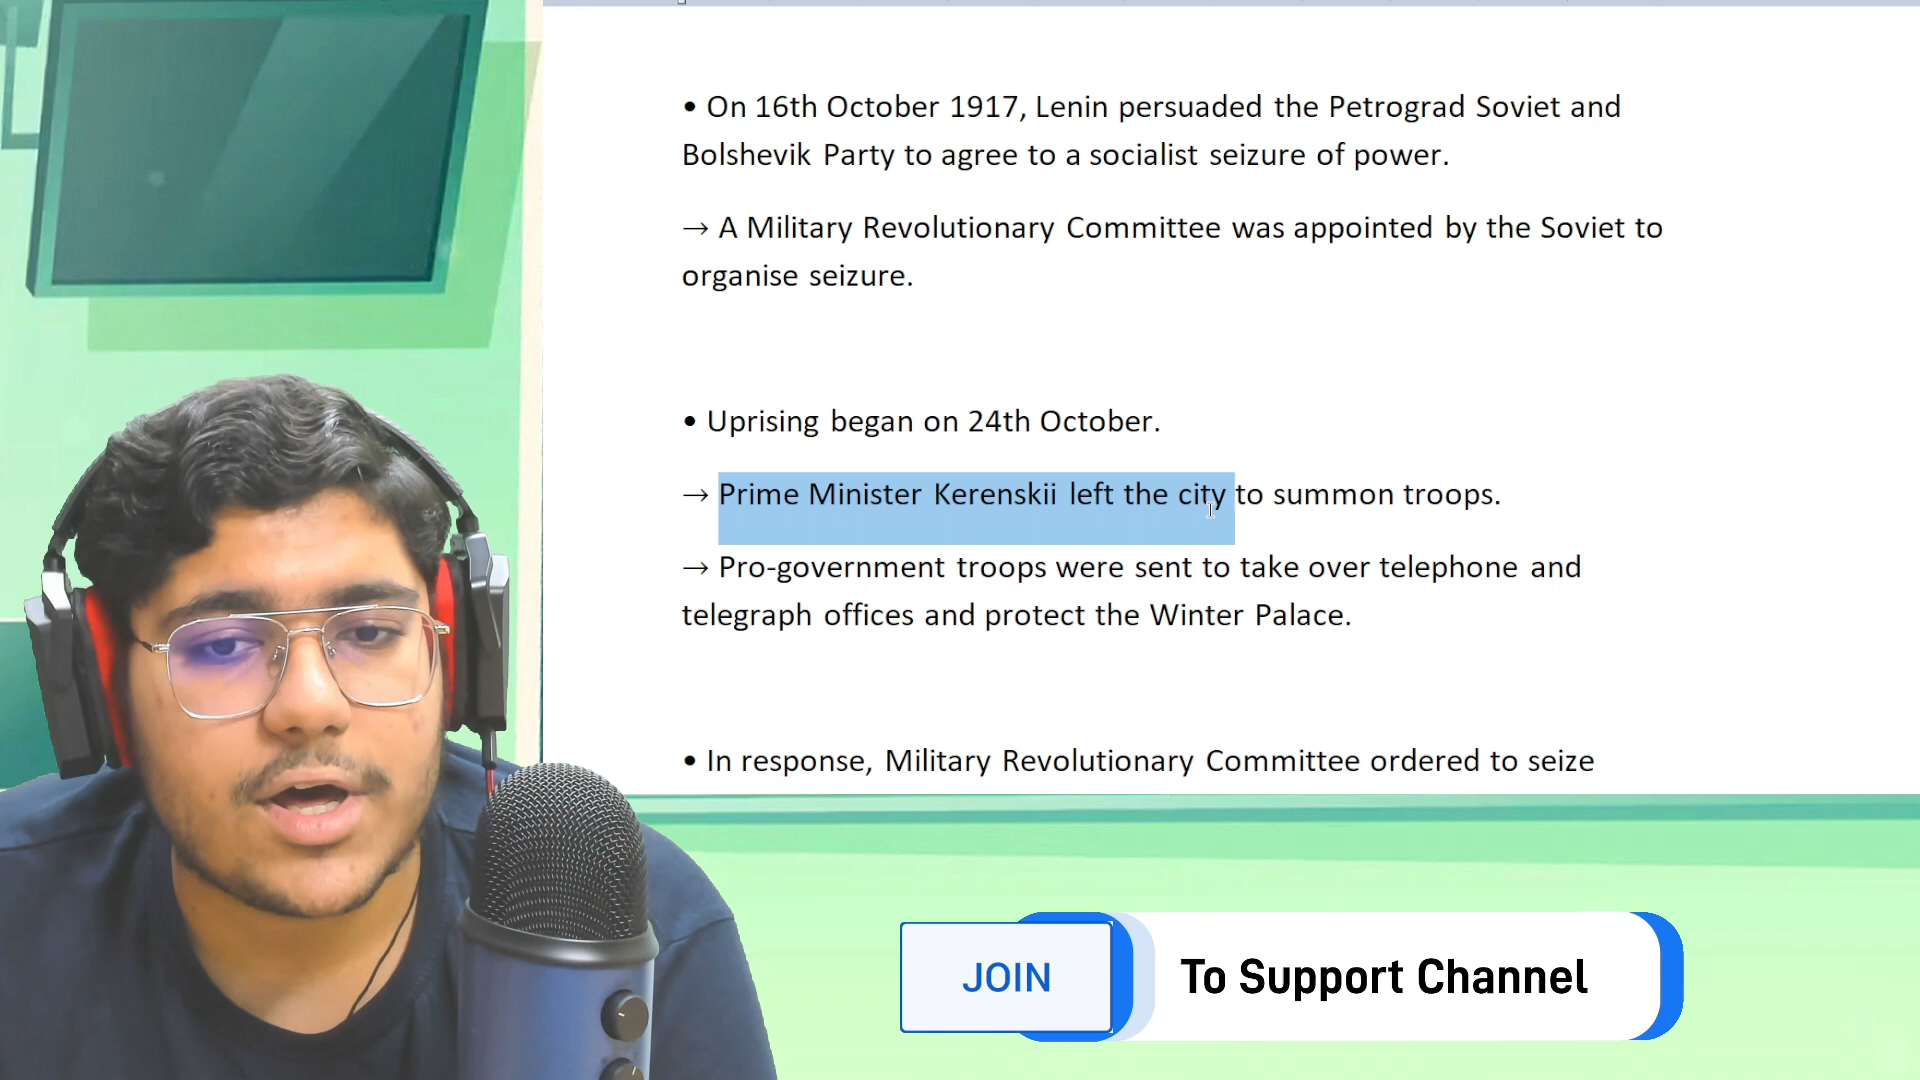 • On 16th October 1917, Lenin persuaded the Petrograd Soviet and
Bolshevik Party to agree to a socialist seizure of power.
→ A Military Revolutionary Committee was appointed by the Soviet to
organise seizure.
• Uprising began on 24th October.
→ Prime Minister Kerenskii left the city to summon troops.
→ Pro-government troops were sent to take over telephone and
telegraph offices and protect the Winter Palace.
• In response, Military Revolutionary Committee ordered to seize
JOIN To Support Channel